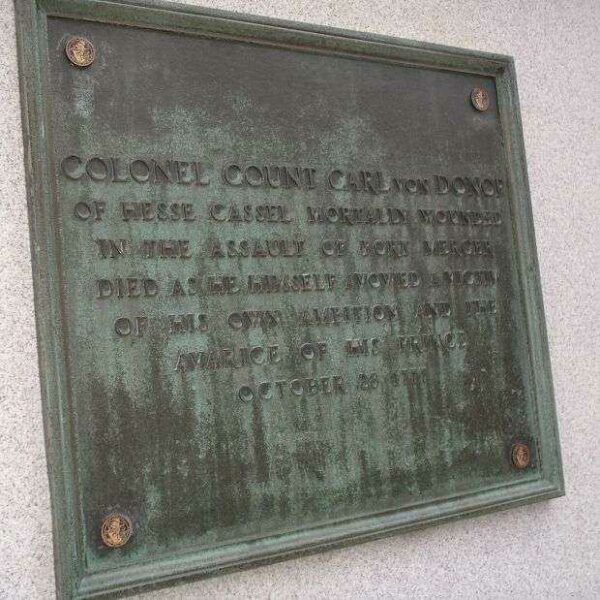 COLONEL COUNT CARL VON DONOP
OF HESSE CASSEL MORTALLY WOUNDED
IN THE ASSAULT OF FORT MERCER
DIED AS HE HIMSELF AVOWED A VICTIM
OF HIS OWN AMBITION AND THE
AVARICE OF HIS PRINCE
OCTOBER